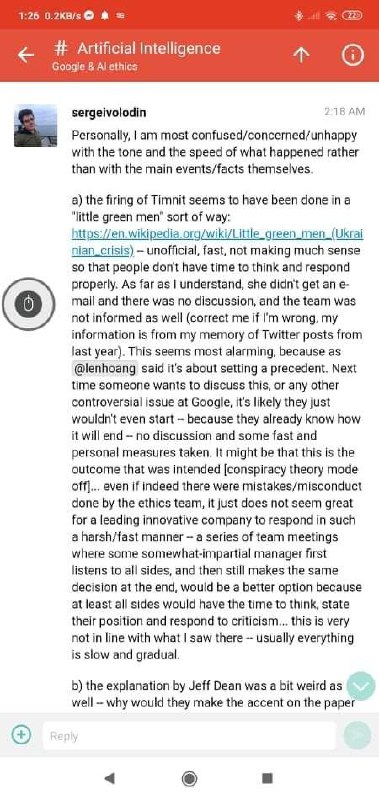 1:26 0.2KB/s
22
# Artificial Intelligence
Google & AI ethics
sergeivolodin
2:18 AM
Personally, I am most confused/concerned/unhappy
with the tone and the speed of what happened rather
than with the main events/facts themselves.
a) the firing of Timnit seems to have been done in a
"little green men" sort of way:
https://en.wikipedia.org/wiki/Little_green_men_(Ukrai
nian_crisis) -- unofficial, fast, not making much sense
so that people don't have time to think and respond
properly. As far as I understand, she didn't get an e-
mail and there was no discussion, and the team was
not informed as well (correct me if I'm wrong, my
information is from my memory of Twitter posts from
last year). This seems most alarming, because as
@lenhoang said it's about setting a precedent. Next
time someone wants to discuss this, or any other
controversial issue at Google, it's likely they just
wouldn't even start -- because they already know how
it will end -- no discussion and some fast and
personal measures taken. It might be that this is the
outcome that was intended [conspiracy theory mode
off]... even if indeed there were mistakes/misconduct
done by the ethics team, it just does not seem great
for a leading innovative company to respond in such
a harsh/fast manner -- a series of team meetings
where some somewhat-impartial manager first
listens to all sides, and then still makes the same
decision at the end, would be a better option because
at least all sides would have the time to think, state
their position and respond to criticism... this is very
not in line with what I saw there -- usually everything
is slow and gradual.
b) the explanation by Jeff Dean was a bit weird as
well -- why would they make the accent on the paper
Reply